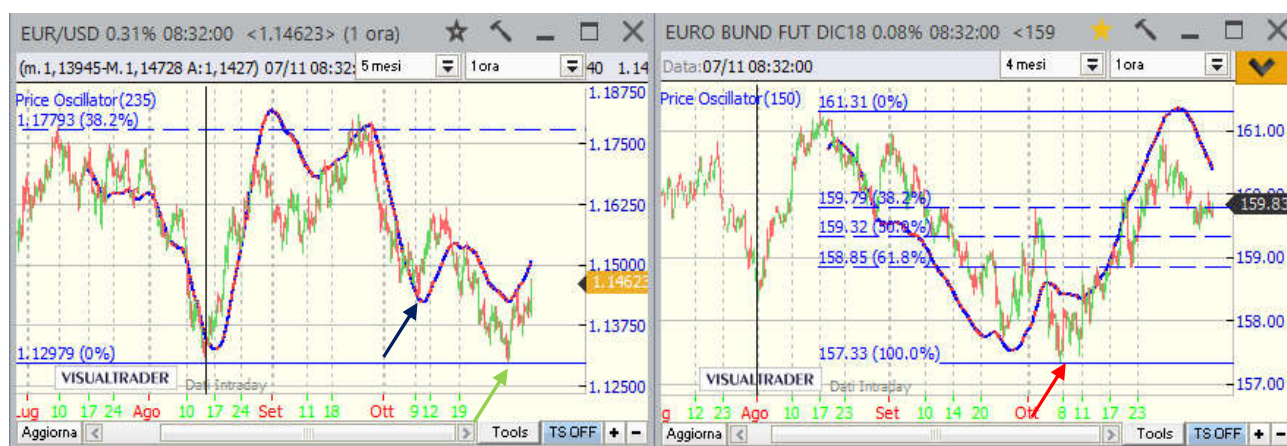 EUR/USD 0.31% 08:32:00 <1.14623> (1 ora)
(m.1,13945-M.1,14728 A:1,1427) 07/11 08:32: 5 mesi 1ora 40 1.14
Price Oscillator(235)
1.17793 (38.2%)
1.18750
1.17500
1.16250
1.15000
1.14623
1.13750
1.12979 (0%)
1.12500
VISUALTRADER
Dati Intraday
Lug 10 17 24 Ago 10 17 24 Set 11 18 Ott 9 12 19
Aggiorna Tools TS OFF + −
EURO BUND FUT DIC18 0.08% 08:32:00 <159
Data:07/11 08:32:00 4 mesi 1ora
Price Oscillator(150)
161.31 (0%)
161.00
160.00
159.79 (38.2%)
159.83
159.32 (50.0%)
159.00
158.85 (61.8%)
158.00
157.33 (100.0%)
157.00
VISUALTRADER
Dati Intraday
g 12 23 Ago 10 17 23 Set 10 14 20 Ott 8 11 17 23
Aggiorna Tools TS OFF + −